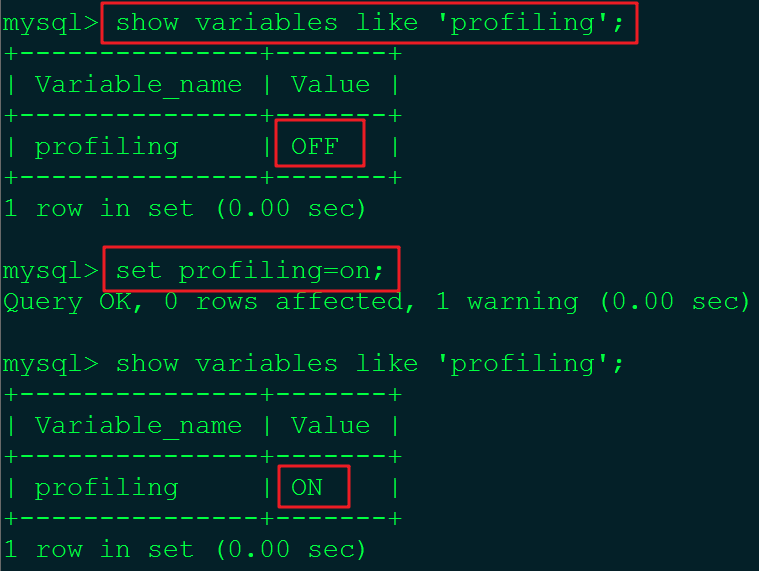 mysql> show variables like 'profiling';
+---------------+-------+
| Variable_name | Value |
+---------------+-------+
| profiling     | OFF   |
+---------------+-------+
1 row in set (0.00 sec)
mysql> set profiling=on;
Query OK, 0 rows affected, 1 warning (0.00 sec)
mysql> show variables like 'profiling';
+---------------+-------+
| Variable_name | Value |
+---------------+-------+
| profiling     | ON    |
+---------------+-------+
1 row in set (0.00 sec)